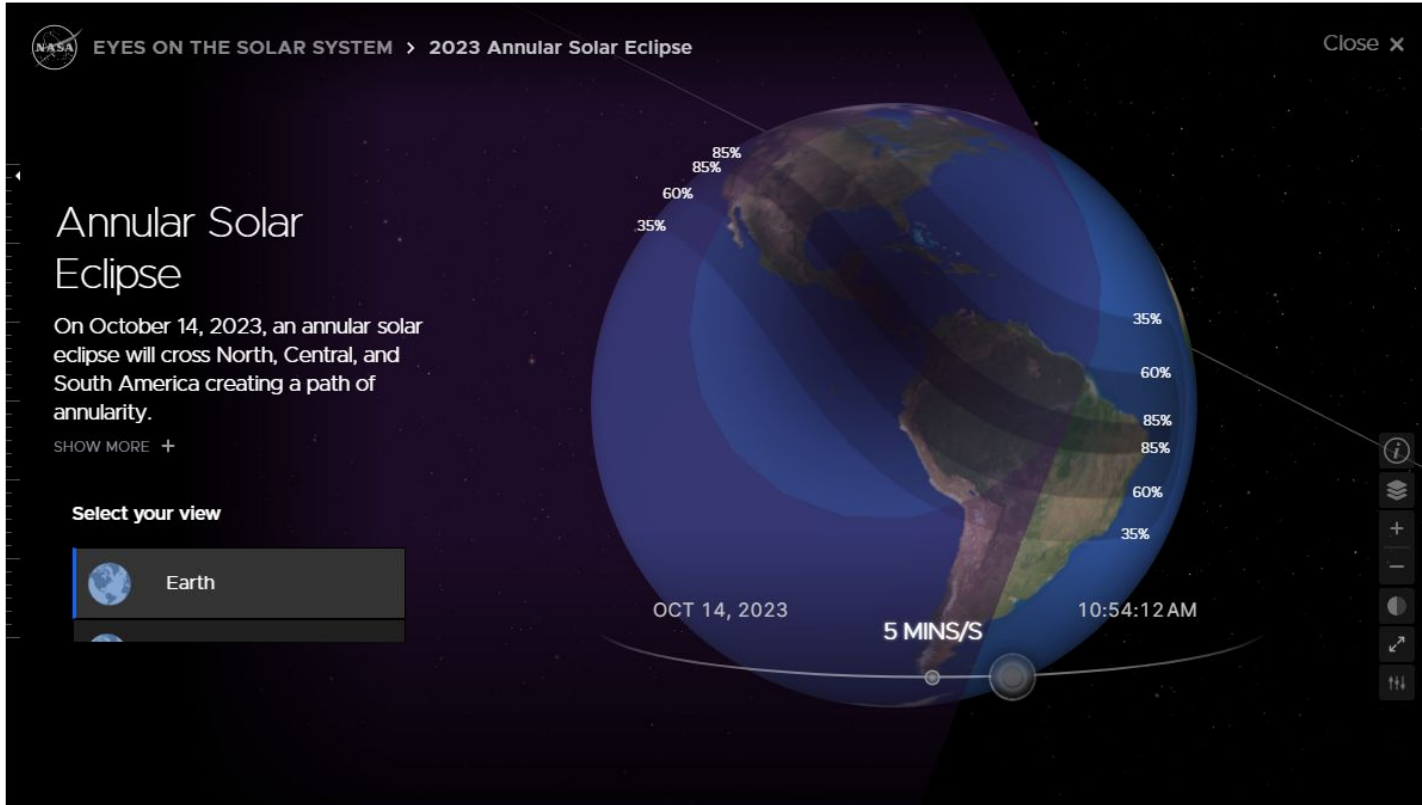 NASA
EYES ON THE SOLAR SYSTEM > 2023 Annular Solar Eclipse
Close ×
85%
85%
60%
35%
Annular Solar
Eclipse
On October 14, 2023, an annular solar
eclipse will cross North, Central, and
South America creating a path of
annularity.
SHOW MORE +
35%
60%
85%
85%
60%
35%
Select your view
Earth
OCT 14, 2023
10:54:12 AM
5 MINS/S